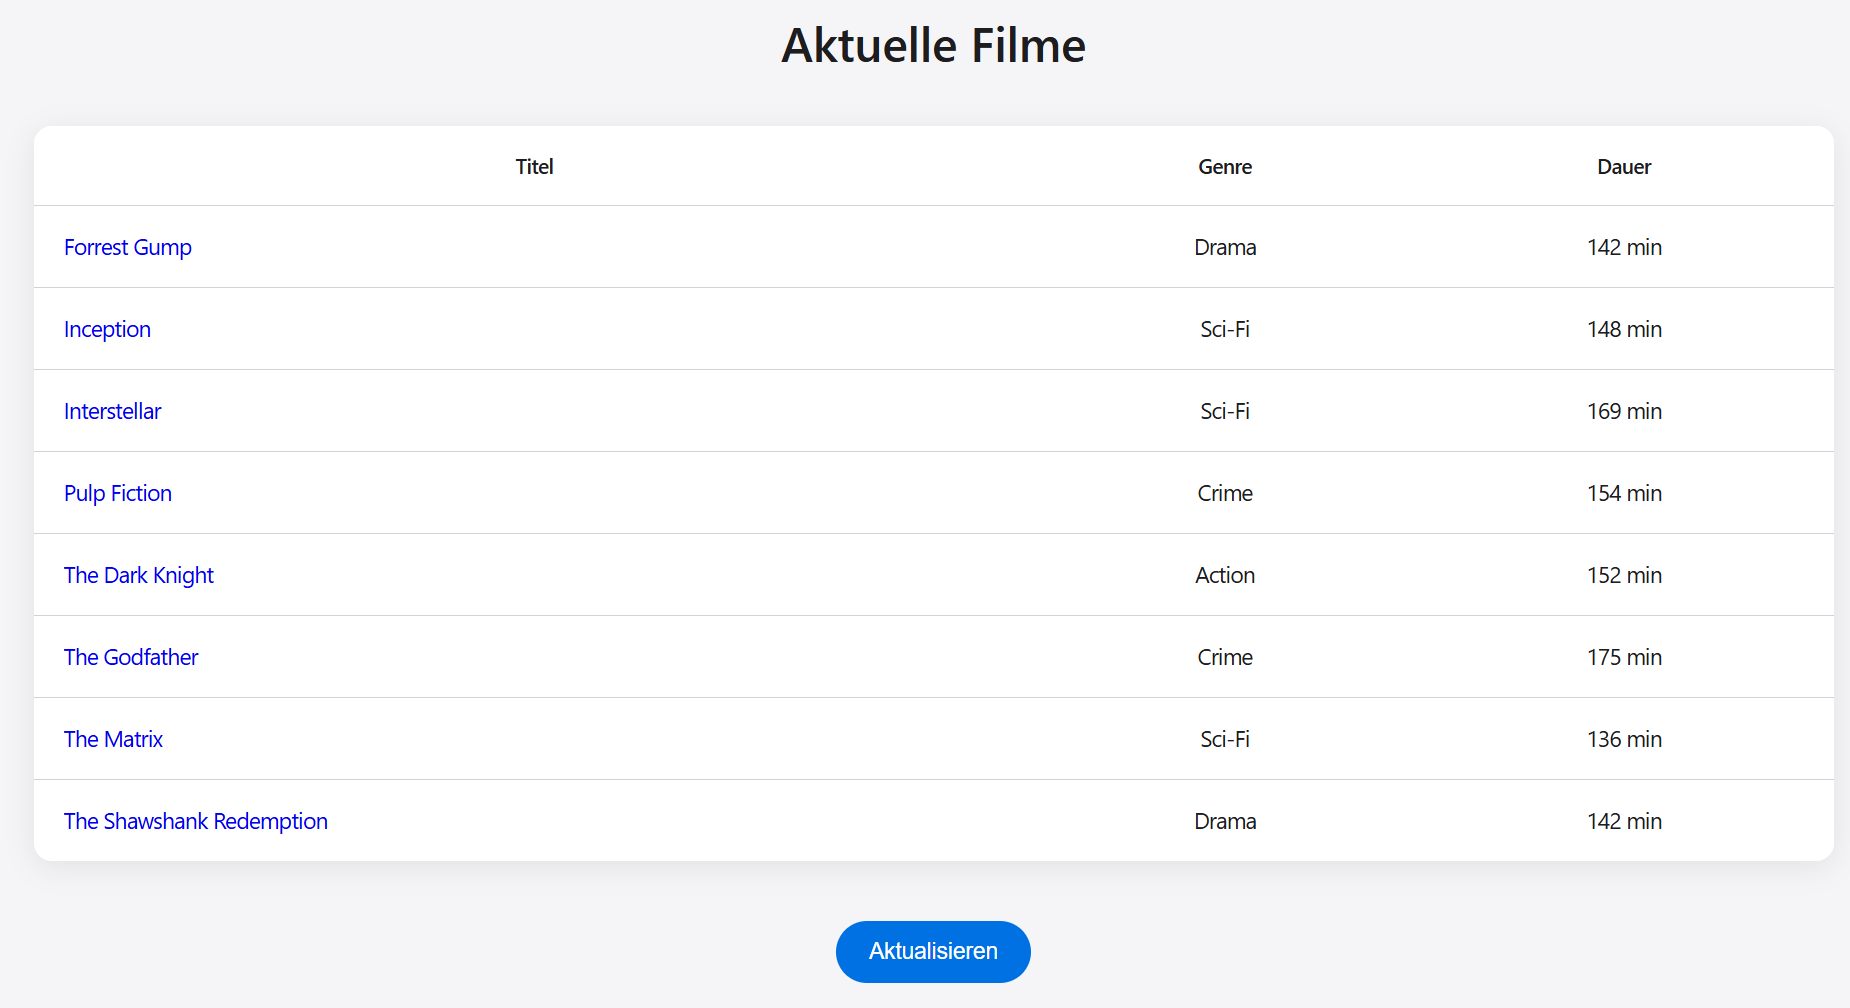 Aktuelle Filme
Titel Genre Dauer
Forrest Gump Drama 142 min
Inception Sci-Fi 148 min
Interstellar Sci-Fi 169 min
Pulp Fiction Crime 154 min
The Dark Knight Action 152 min
The Godfather Crime 175 min
The Matrix Sci-Fi 136 min
The Shawshank Redemption Drama 142 min
Aktualisieren